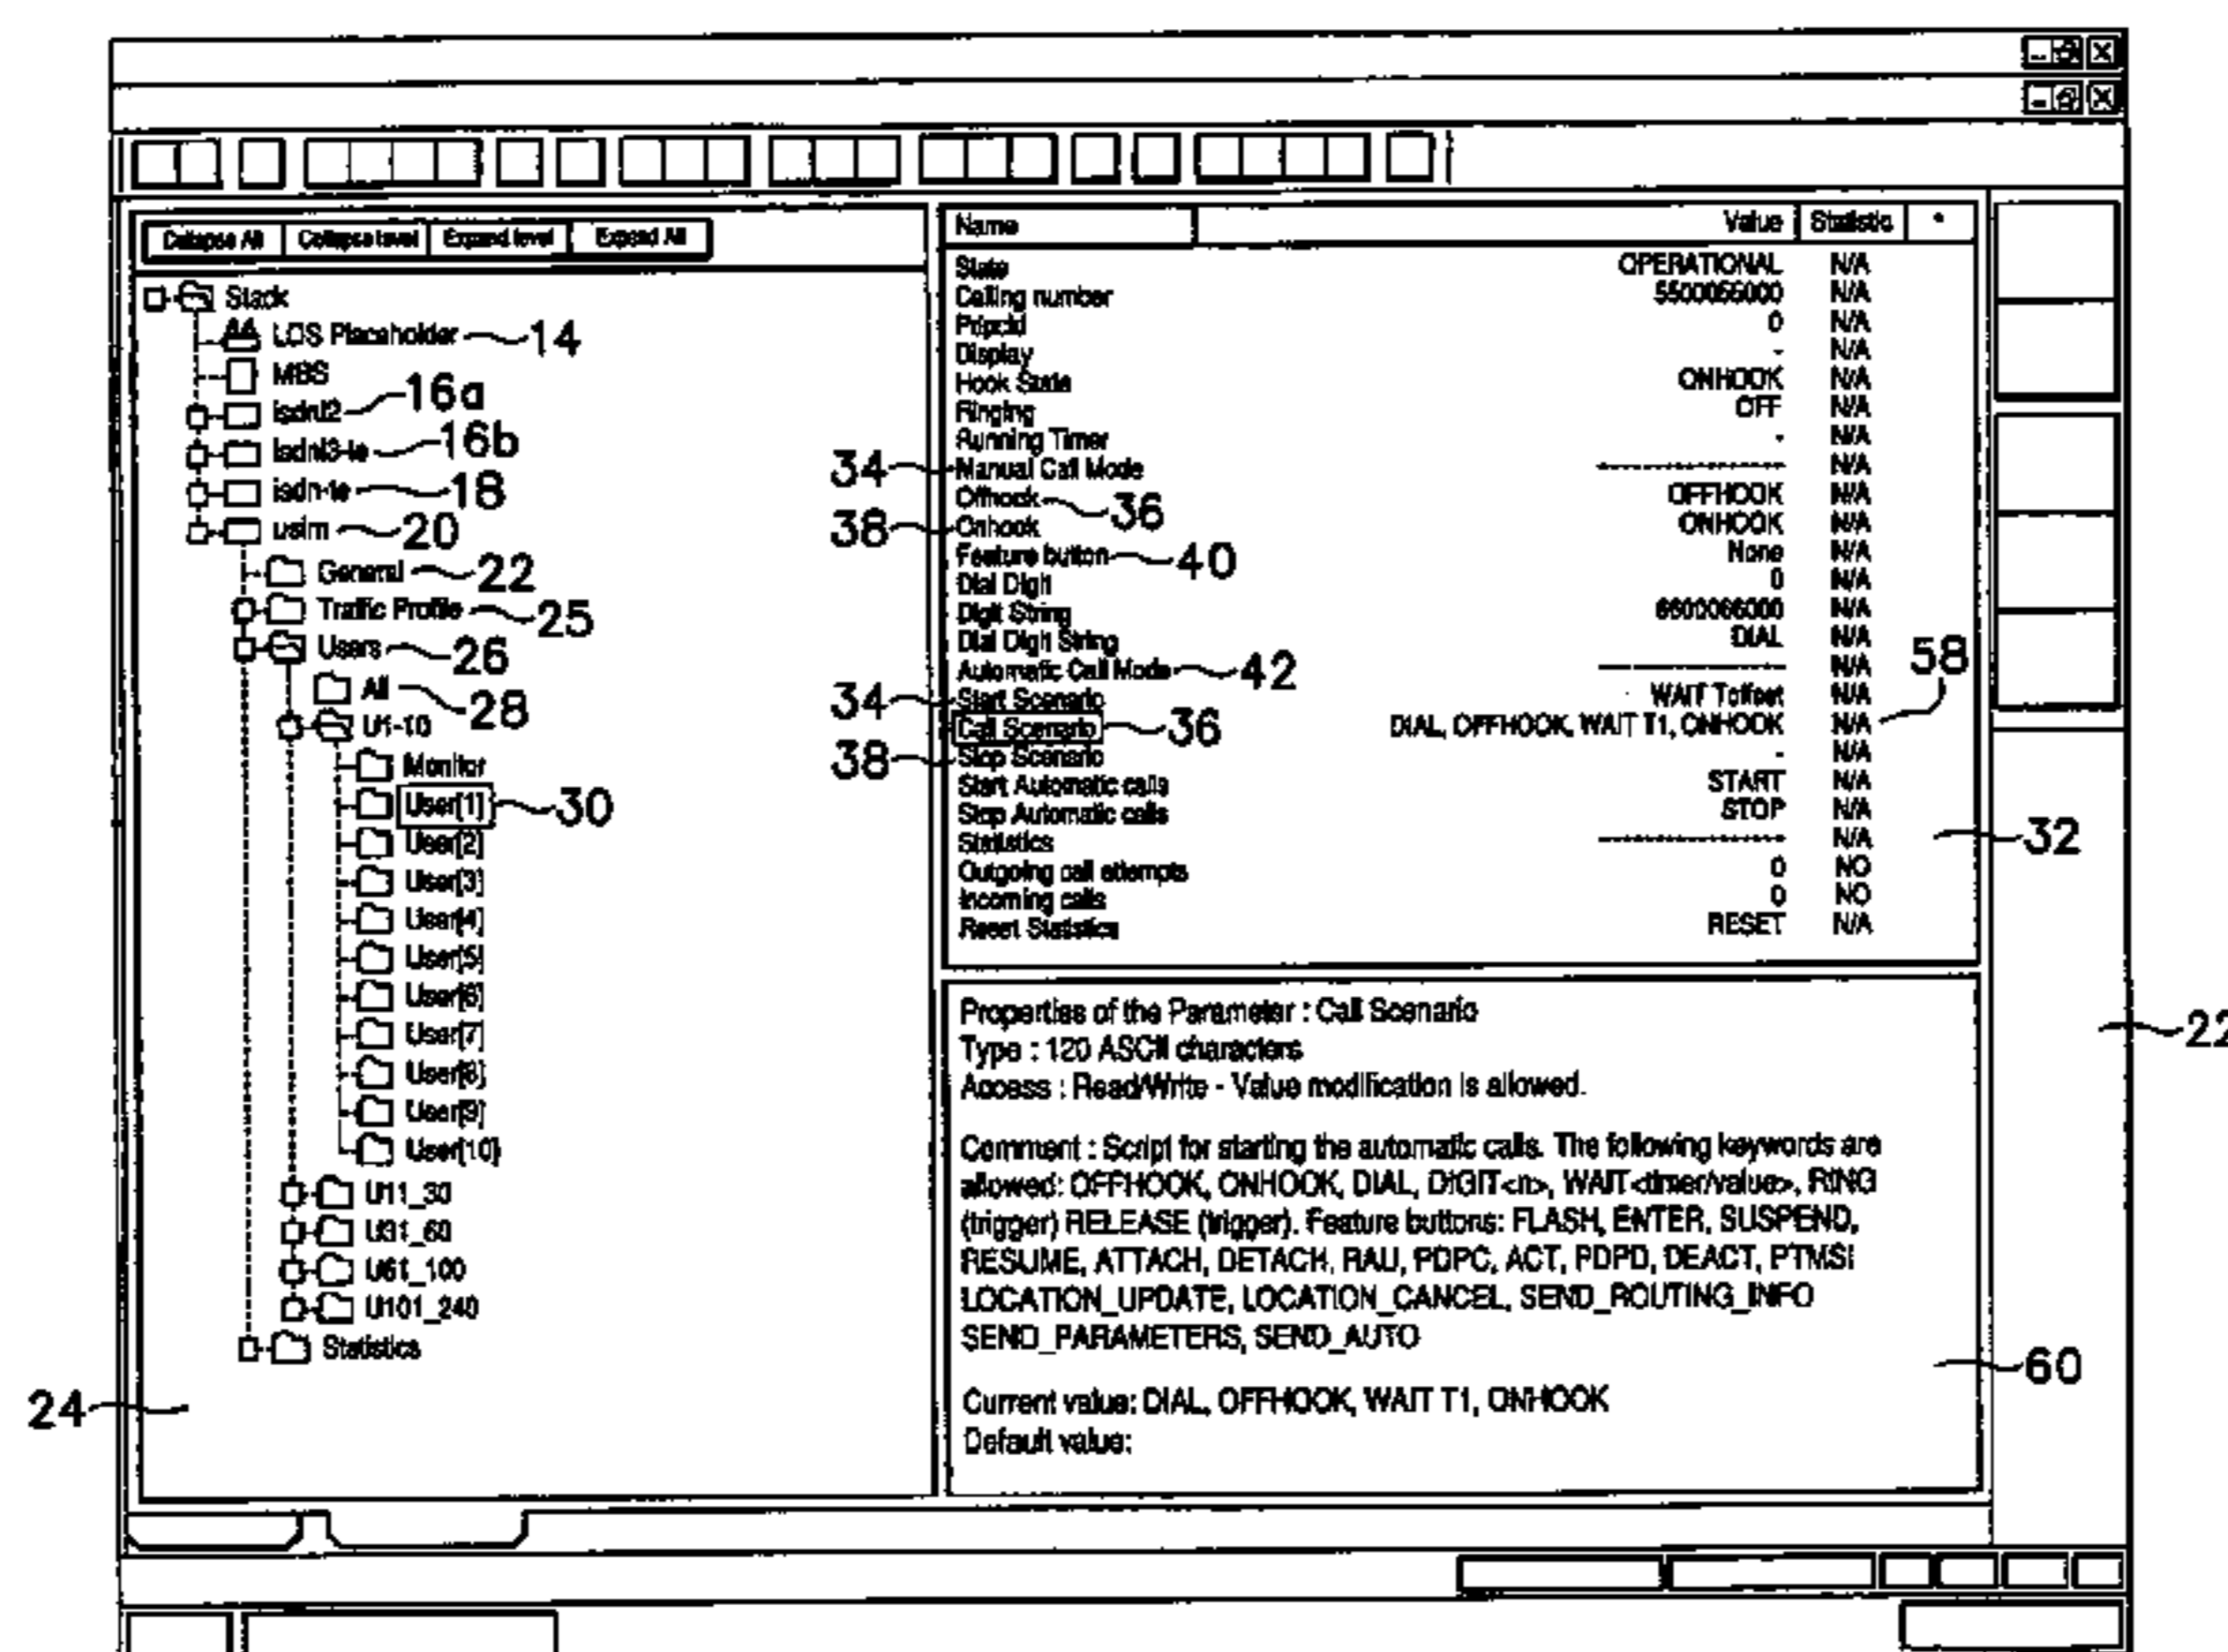 Collapse All Collapse level Expand level Expand All
Stack
LOS Placeholder 14
MBS
isdnl2 16a
isdnl3-te 16b
isdn-te 18
usim 20
General 22
Traffic Profile 25
Users 26
All 28
U1-10
Monitor
User[1] 30
User[2]
User[3]
User[4]
User[5]
User[6]
User[7]
User[8]
User[9]
User[10]
U11_30
U31_60
U61_100
U101_240
Statistics
24
Name Value Statistic *
State OPERATIONAL N/A
Calling number 5500055000 N/A
0 N/A
Display - N/A
Hook State ONHOOK N/A
Ringing OFF N/A
Running Timer - N/A
34 Manual Call Mode ------------------ N/A
Offhook 36 OFFHOOK N/A
38 Onhook ONHOOK N/A
Feature button 40 None N/A
Dial Digit 0 N/A
Digit String 6600066000 N/A
Dial Digit String DIAL N/A
Automatic Call Mode 42 ------------------ N/A 58
34 Start Scenario WAIT Toffset N/A
Call Scenario 36 DIAL, OFFHOOK, WAIT T1, ONHOOK N/A
38 Stop Scenario - N/A
Start Automatic calls START N/A
Stop Automatic calls STOP N/A
Statistics ------------------ N/A 32
Outgoing call attempts 0 NO
Incoming calls 0 NO
Reset Statistics RESET N/A
Properties of the Parameter : Call Scenario
Type : 120 ASCII characters
Access : Read/Write - Value modification is allowed.
22
Comment : Script for starting the automatic calls. The following keywords are
allowed: OFFHOOK, ONHOOK, DIAL, DIGIT<n>, WAIT<timer/value>, RING
(trigger) RELEASE (trigger). Feature buttons: FLASH, ENTER, SUSPEND,
RESUME, ATTACH, DETACH, RAU, PDPC, ACT, PDPD, DEACT, PTMSI
LOCATION_UPDATE, LOCATION_CANCEL, SEND_ROUTING_INFO
SEND_PARAMETERS, SEND_AUTO
60
Current value: DIAL, OFFHOOK, WAIT T1, ONHOOK
Default value: